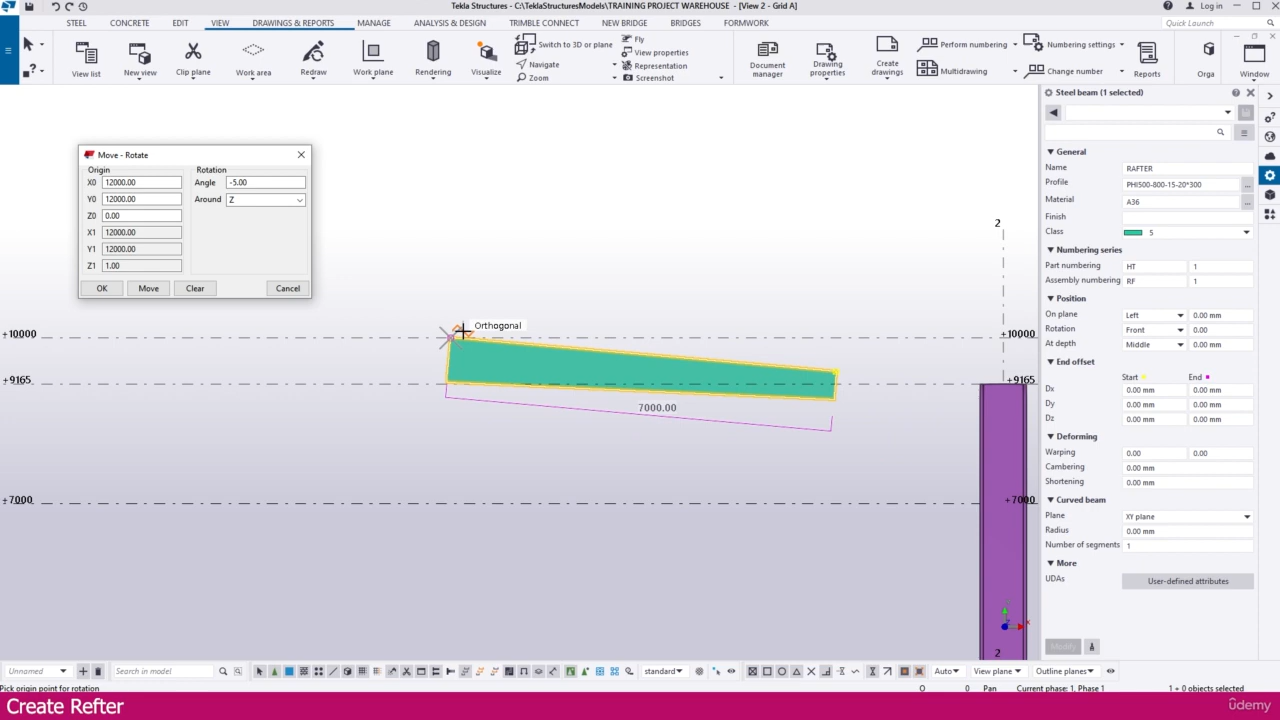 Tekla Structures - C:\TeklaStructuresModels\TRAINING PROJECT WAREHOUSE - [View 2 - Grid A]
Log in
STEEL CONCRETE EDIT VIEW DRAWINGS & REPORTS MANAGE ANALYSIS & DESIGN TRIMBLE CONNECT NEW BRIDGE BRIDGES FORMWORK
Quick Launch
View list
New view
Clip plane
Work area
Redraw
Work plane
Rendering
Visualize
Switch to 3D or plane
Navigate
Zoom
Fly
View properties
Representation
Screenshot
Document manager
Drawing properties
Create drawings
Perform numbering
Multidrawing
Numbering settings
Change number
Reports
Orga
Window
Move - Rotate
Origin
X0 12000.00
Y0 12000.00
Z0 0.00
X1 12000.00
Y1 12000.00
Z1 1.00
Rotation
Angle -5.00
Around Z
OK Move Clear Cancel
2
Orthogonal
+10000
+10000
+9165
+9165
7000.00
+7000
+7000
2
x
Steel beam (1 selected)
General
Name RAFTER
Profile PHI500-800-15-20*300
Material A36
Finish
Class 5
Numbering series
Part numbering HT 1
Assembly numbering RF 1
Position
On plane Left 0.00 mm
Rotation Front 0.00
At depth Middle 0.00 mm
End offset
Start End
Dx 0.00 mm 0.00 mm
Dy 0.00 mm 0.00 mm
Dz 0.00 mm 0.00 mm
Deforming
Warping 0.00 0.00
Cambering 0.00 mm
Shortening 0.00 mm
Curved beam
Plane XY plane
Radius 0.00 mm
Number of segments 1
More
UDAs User-defined attributes
Modify
Unnamed Search in model standard Auto View plane Outline planes
Pick origin point for rotation O 0 Pan Current phase: 1, Phase 1 1 + 0 objects selected
Create Refter
ûdemy